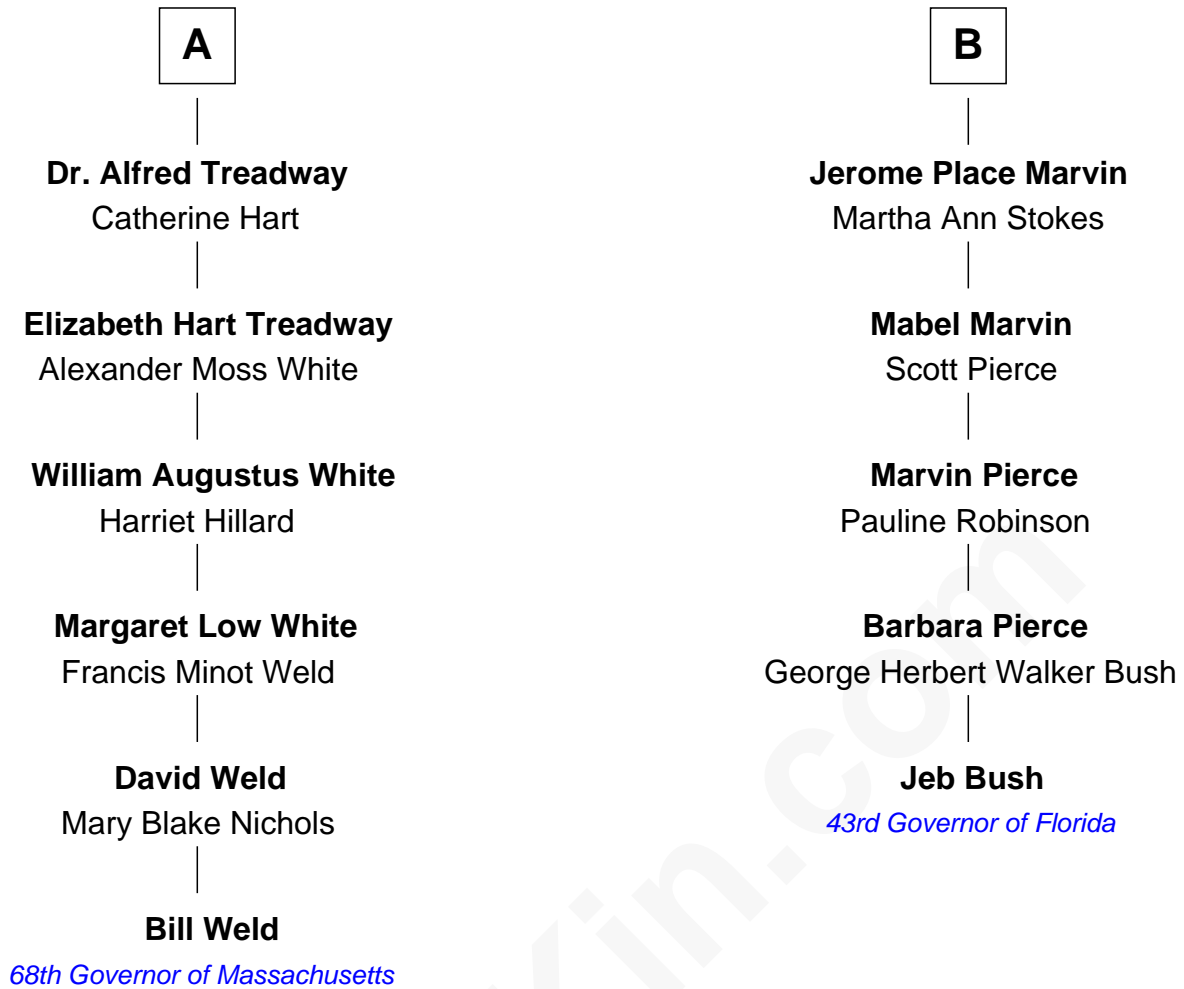 A
Dr. Alfred Treadway
Catherine Hart
Elizabeth Hart Treadway
Alexander Moss White
William Augustus White
Harriet Hillard
Margaret Low White
Francis Minot Weld
David Weld
Mary Blake Nichols
Bill Weld
68th Governor of Massachusetts
B
Jerome Place Marvin
Martha Ann Stokes
Mabel Marvin
Scott Pierce
Marvin Pierce
Pauline Robinson
Barbara Pierce
George Herbert Walker Bush
Jeb Bush
43rd Governor of Florida